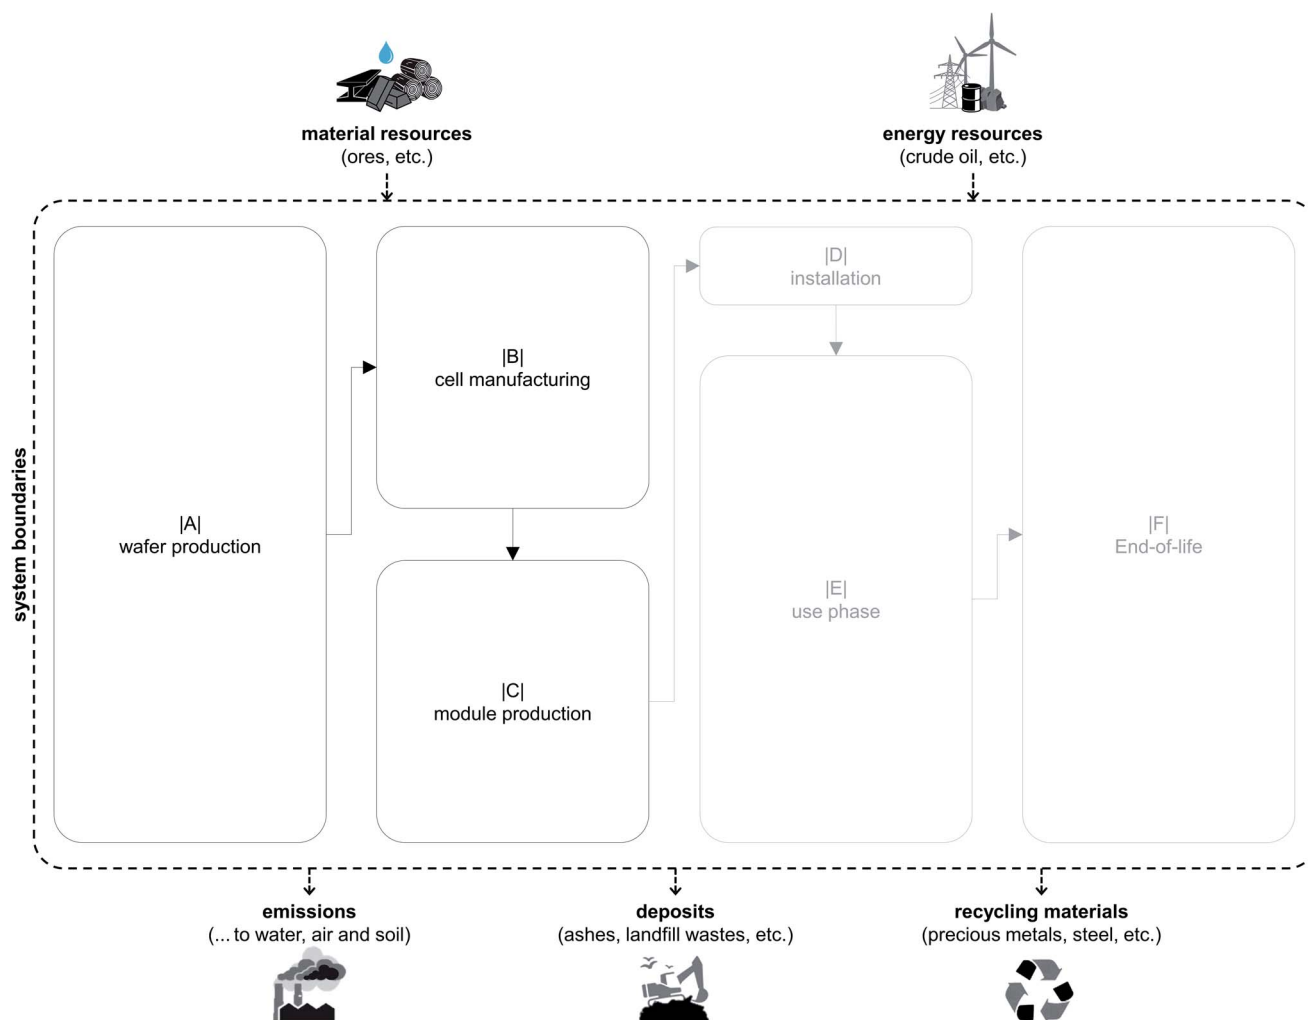 material resources
(ores, etc.)
energy resources
(crude oil, etc.)
system boundaries
|A|
wafer production
|B|
cell manufacturing
|C|
module production
|D|
installation
|E|
use phase
|F|
End-of-life
emissions
(... to water, air and soil)
deposits
(ashes, landfill wastes, etc.)
recycling materials
(precious metals, steel, etc.)